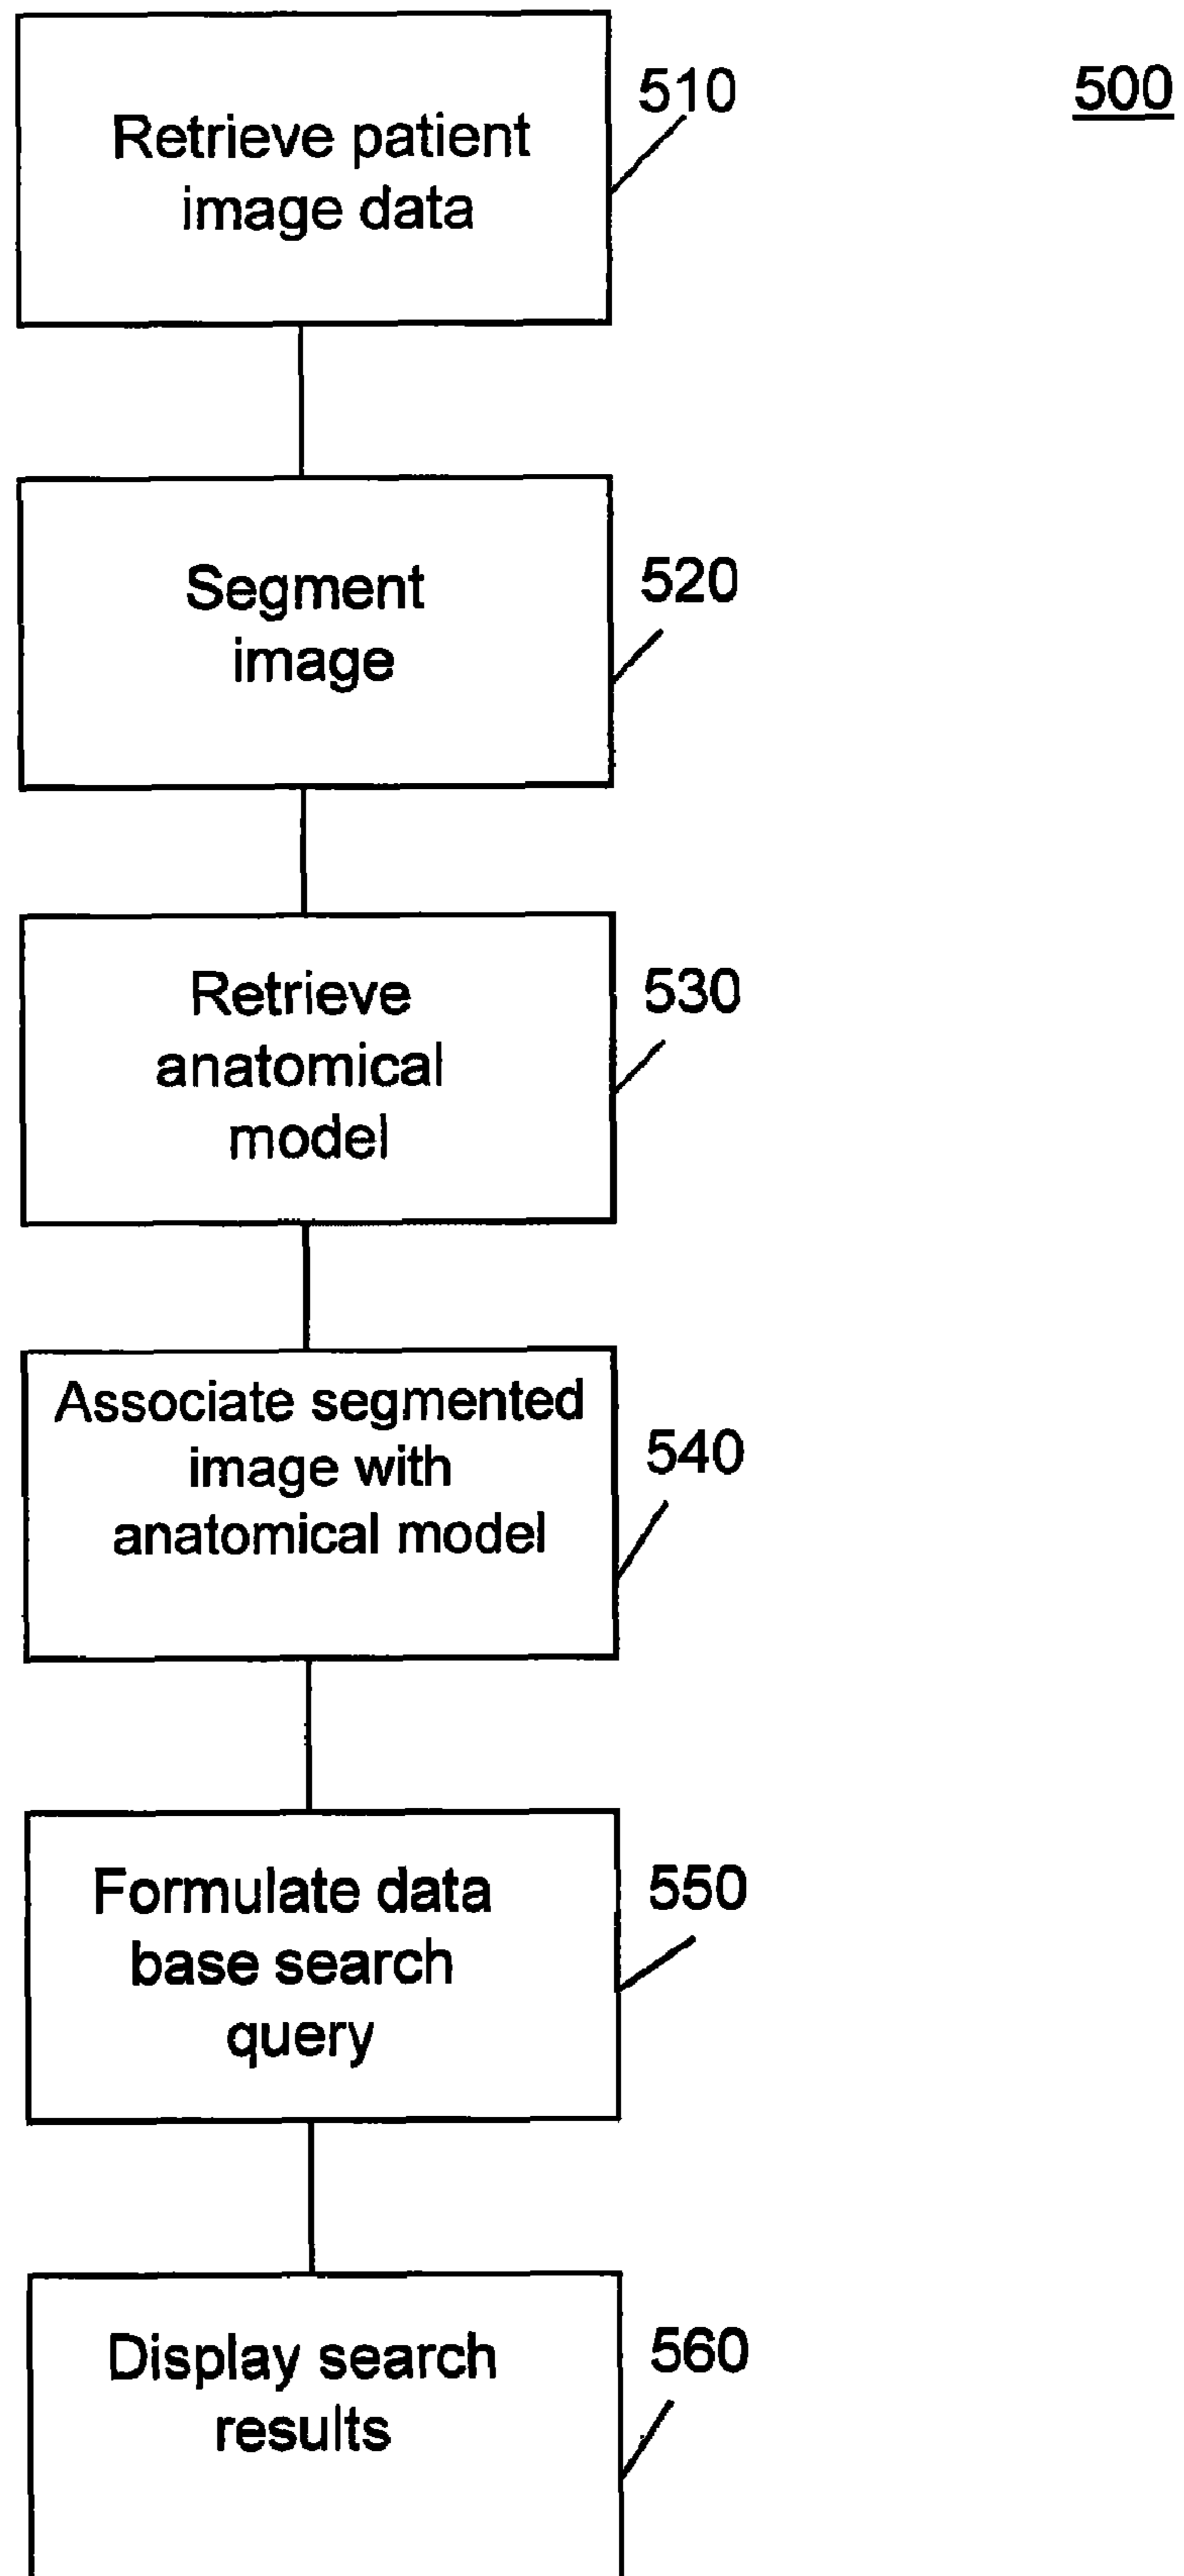 500
510
Retrieve patient
image data
520
Segment
image
530
Retrieve
anatomical
model
540
Associate segmented
image with
anatomical model
550
Formulate data
base search
query
560
Display search
results